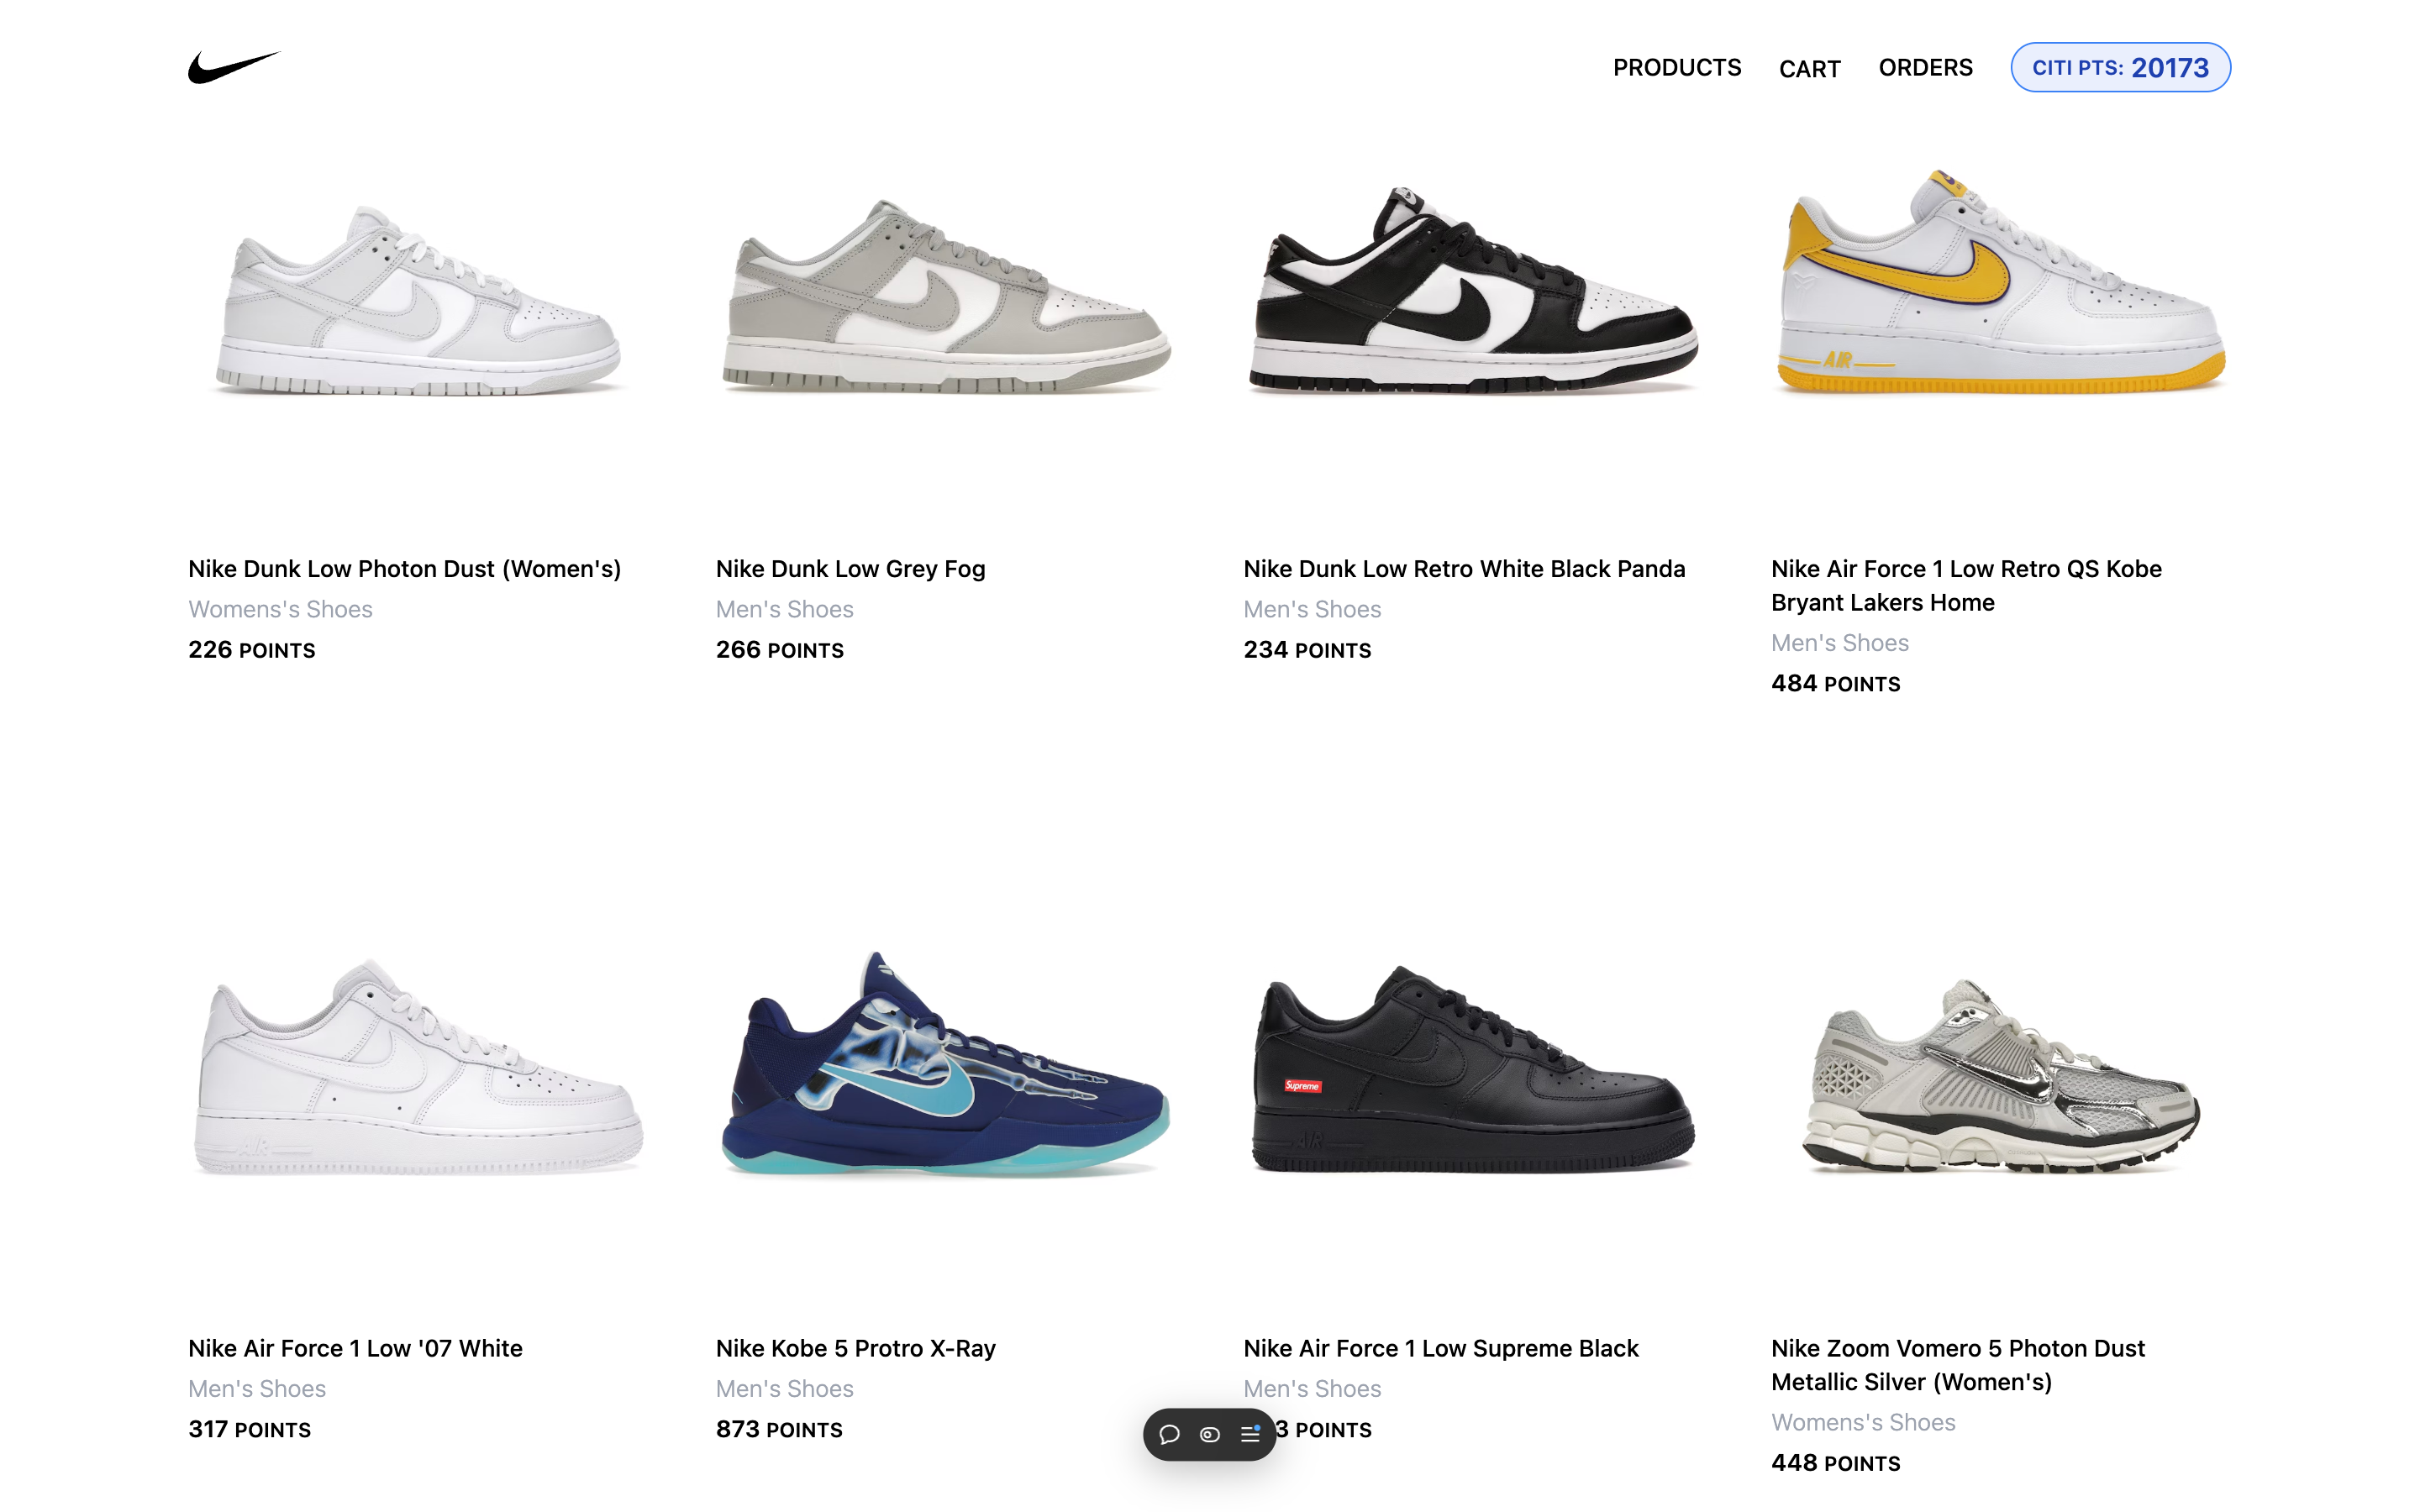 PRODUCTS CART ORDERS CITI PTS: 20173
Nike Dunk Low Photon Dust (Women's)
Womens's Shoes
226 POINTS
Nike Dunk Low Grey Fog
Men's Shoes
266 POINTS
Nike Dunk Low Retro White Black Panda
Men's Shoes
234 POINTS
AIR
Nike Air Force 1 Low Retro QS Kobe
Bryant Lakers Home
Men's Shoes
484 POINTS
AIR
Nike Air Force 1 Low '07 White
Men's Shoes
317 POINTS
Nike Kobe 5 Protro X-Ray
Men's Shoes
873 POINTS
Supreme
AIR
Nike Air Force 1 Low Supreme Black
Men's Shoes
3 POINTS
Nike Zoom Vomero 5 Photon Dust
Metallic Silver (Women's)
Womens's Shoes
448 POINTS